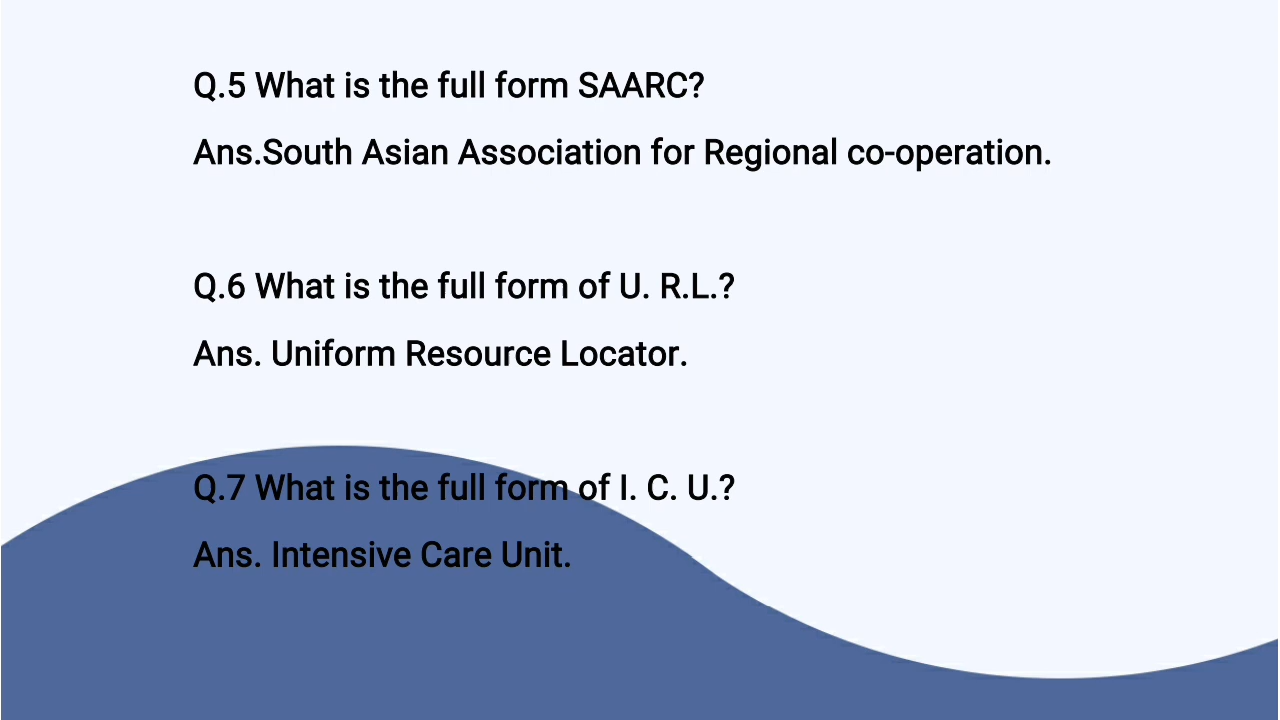 Q.5 What is the full form SAARC?
Ans.South Asian Association for Regional co-operation.
Q.6 What is the full form of U. R.L.?
Ans. Uniform Resource Locator.
Q.7 What is the full form of I. C. U.?
Ans. Intensive Care Unit.